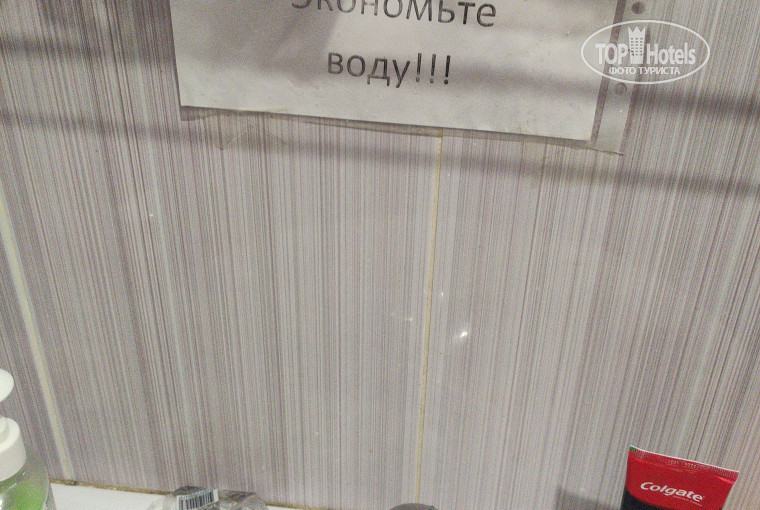 Экономьте
воду!!!
TOP Hotels
ФОТО ТУРИСТА
Colgate